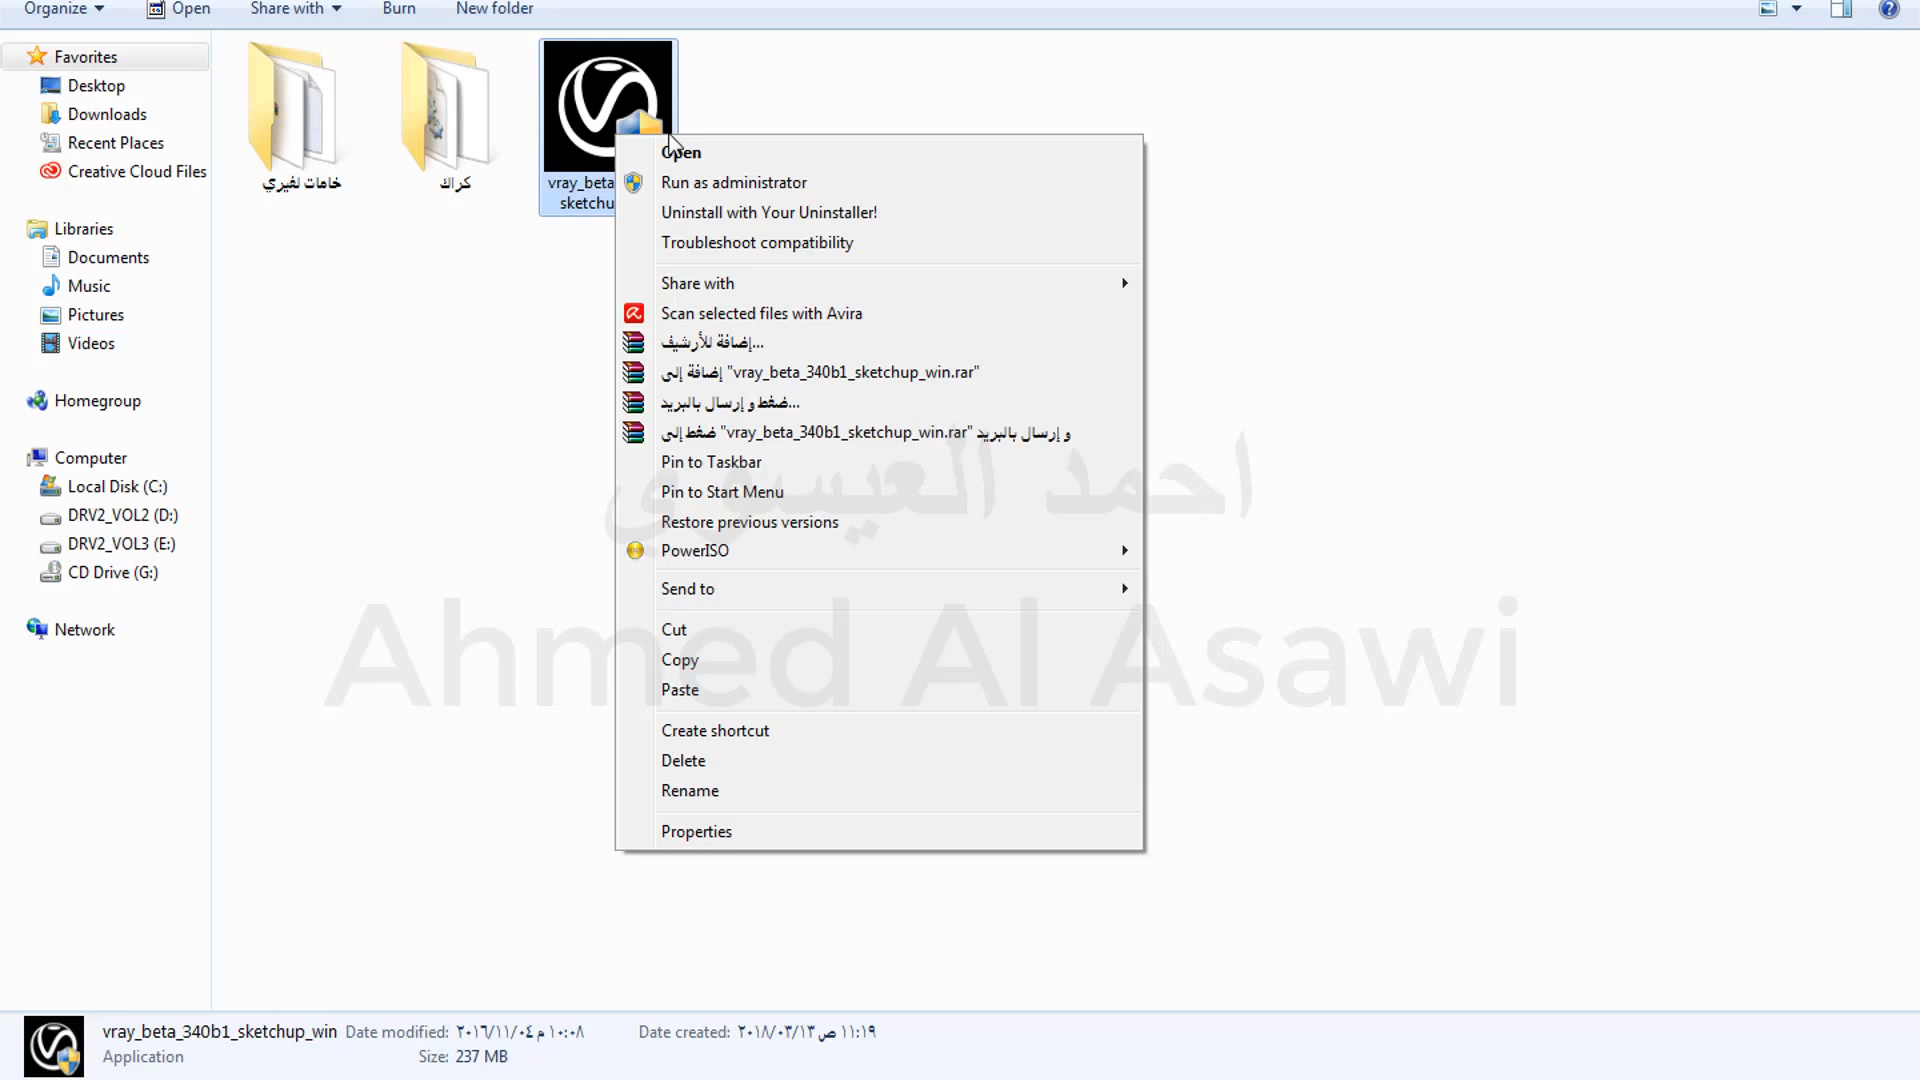 Organize
Open
Share with
Burn
New folder
Favorites
Desktop
Downloads
Recent Places
Creative Cloud Files
Libraries
Documents
Music
Pictures
Videos
Homegroup
Computer
Local Disk (C:)
DRV2_VOL2 (D:)
DRV2_VOL3 (E:)
CD Drive (G:)
Network
خامات لفيري
كراك
vray_beta
sketchu
Open
Run as administrator
Uninstall with Your Uninstaller!
Troubleshoot compatibility
Share with
Scan selected files with Avira
إضافة للأرشيف...
إضافة إلى "vray_beta_340b1_sketchup_win.rar"
ضغط و إرسال بالبريد...
ضغط إلى "vray_beta_340b1_sketchup_win.rar" و إرسال بالبريد
Pin to Taskbar
Pin to Start Menu
Restore previous versions
PowerISO
Send to
Cut
Copy
Paste
Create shortcut
Delete
Rename
Properties
احمد العيسوي
Ahmed Al Asawi
vray_beta_340b1_sketchup_win Date modified: ٢٠١٦/١١/٠٤ م ١٠:٠٨ Date created: ٢٠١٨/٠٣/١٣ ص ١١:١٩
Application Size: 237 MB